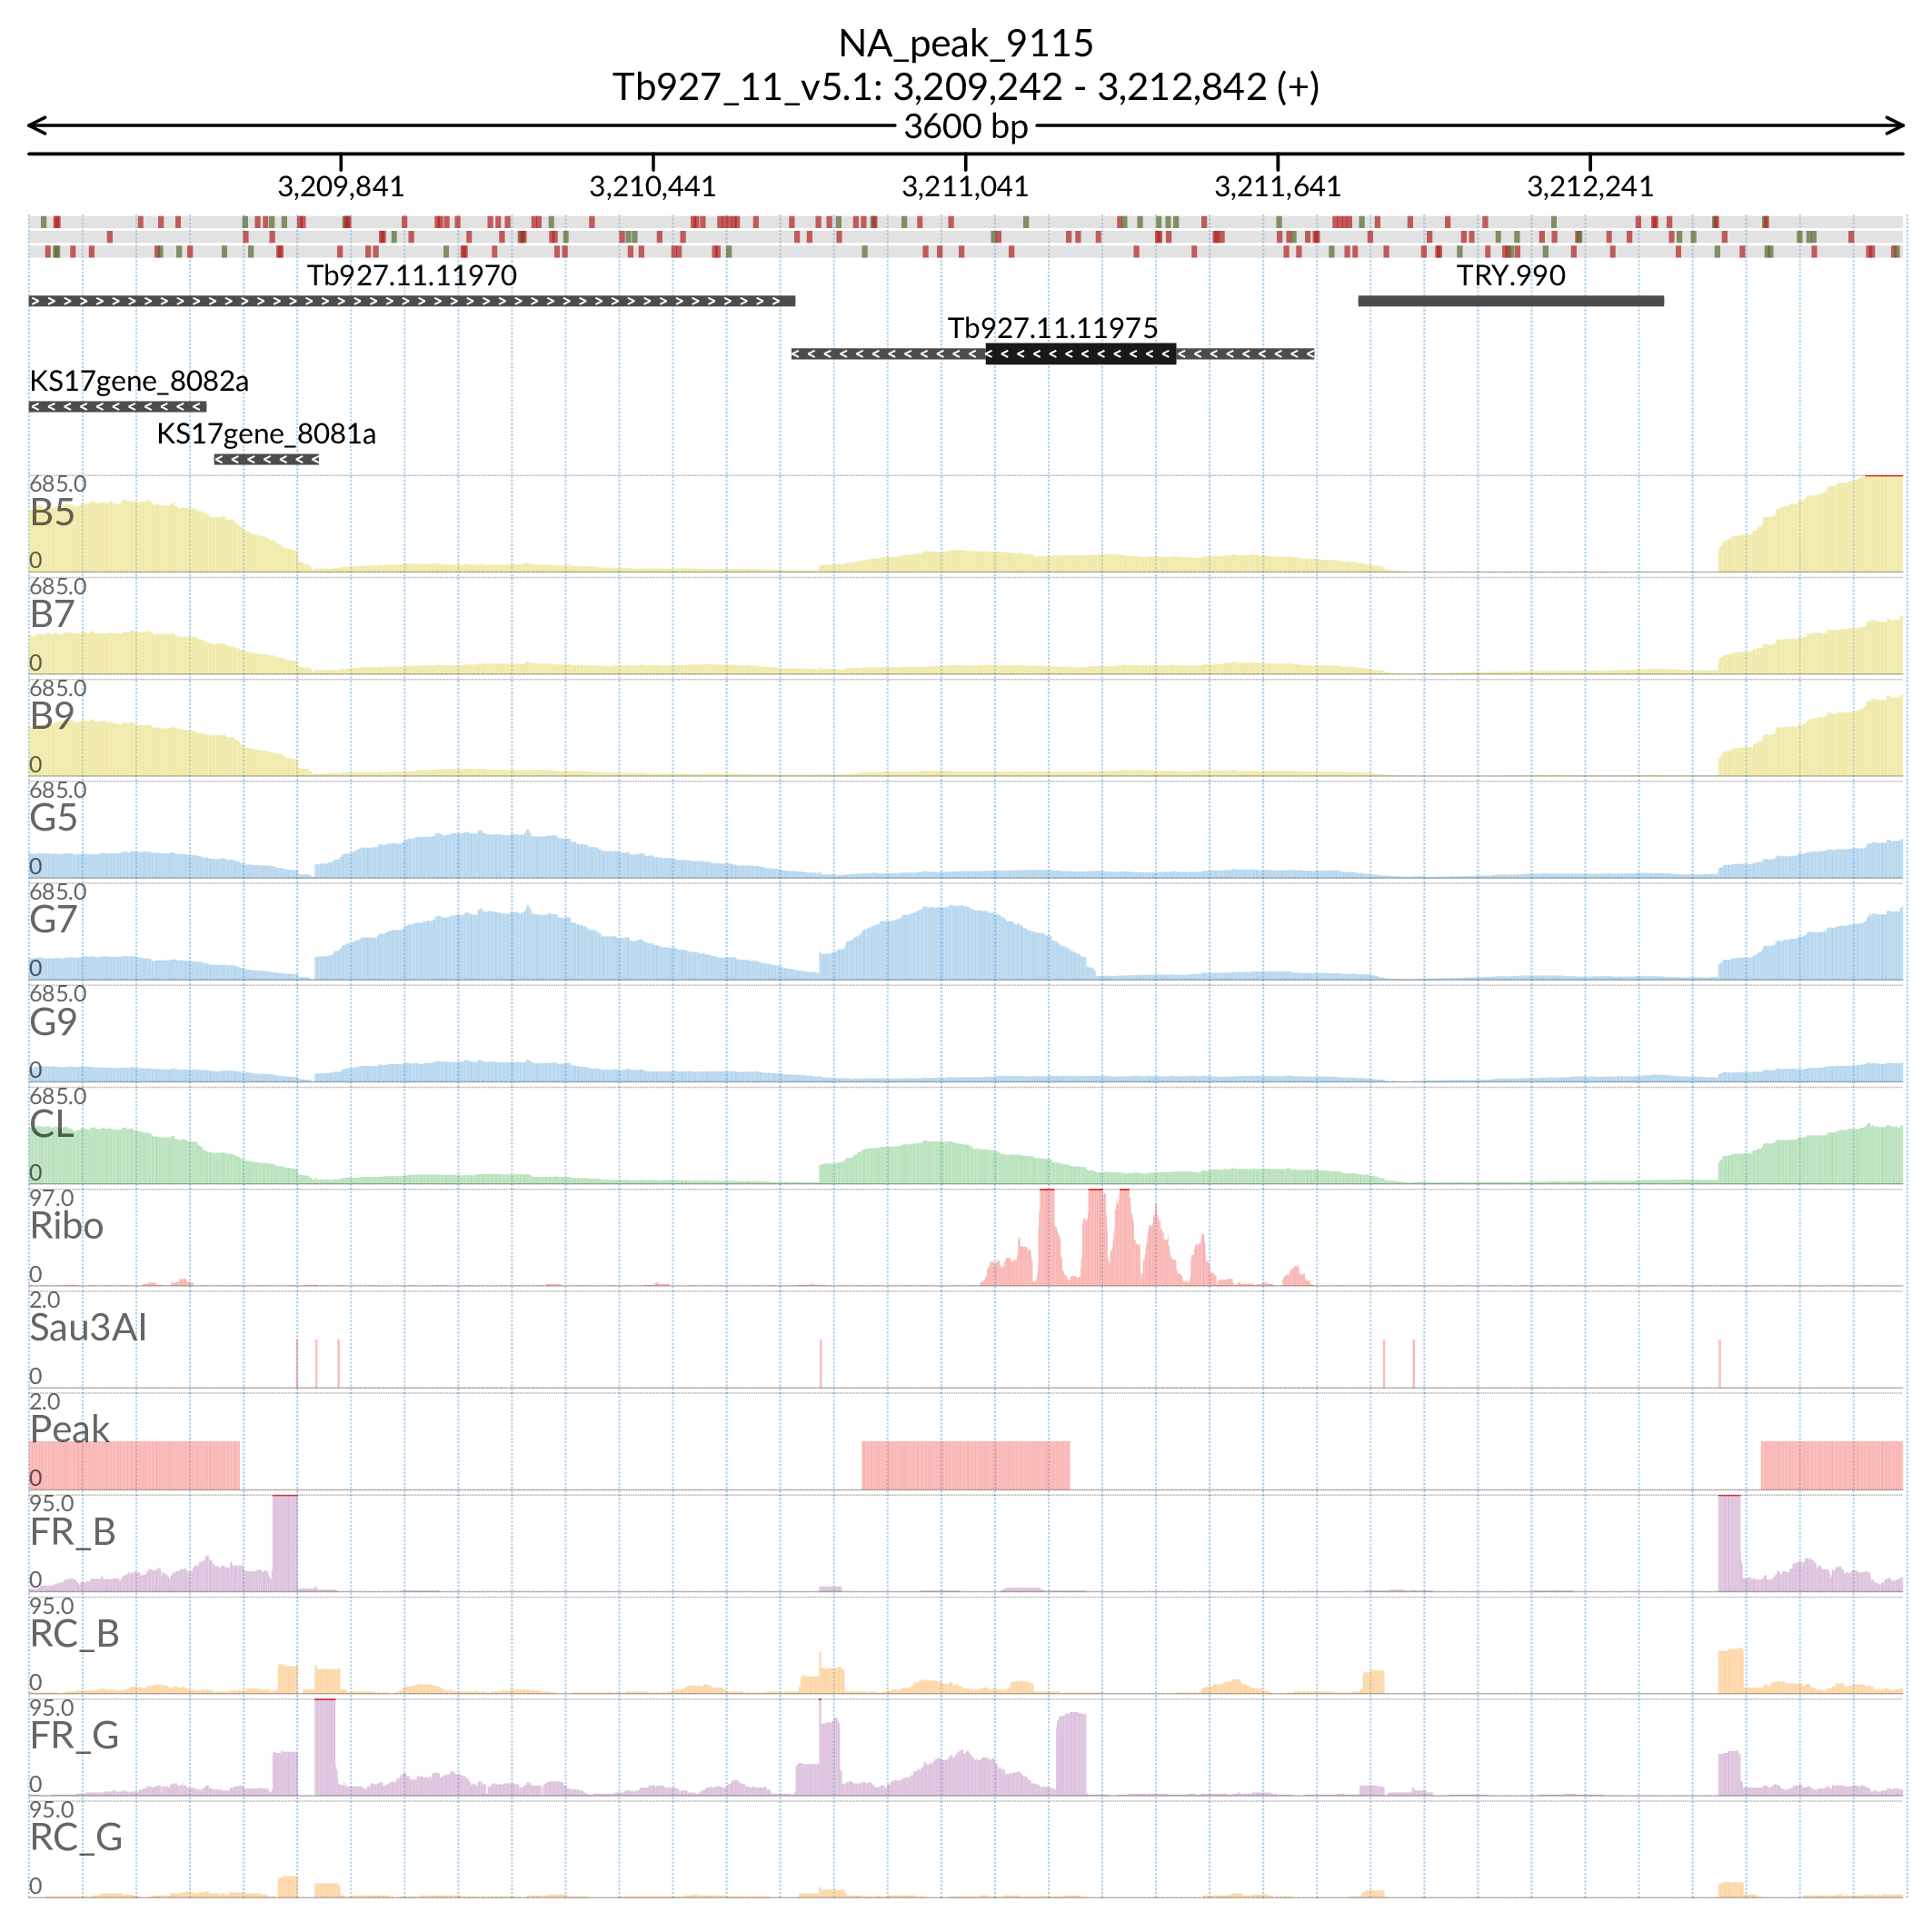 NA_peak_9115
Tb927_11_v5.1: 3,209,242 - 3,212,842 (+)
3600 bp
3,209,841 3,210,441 3,211,041 3,211,641 3,212,241
Tb927.11.11970 TRY.990
Tb927.11.11975
KS17gene_8082a
KS17gene_8081a
685.0
B5
0
685.0
B7
0
685.0
B9
0
685.0
G5
0
685.0
G7
0
685.0
G9
0
685.0
CL
0
97.0
Ribo
0
2.0
Sau3AI
0
2.0
Peak
0
95.0
FR_B
0
95.0
RC_B
0
95.0
FR_G
0
95.0
RC_G
0